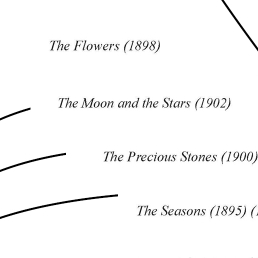 The Flowers (1898)
The Moon and the Stars (1902)
The Precious Stones (1900)
The Seasons (1895) (